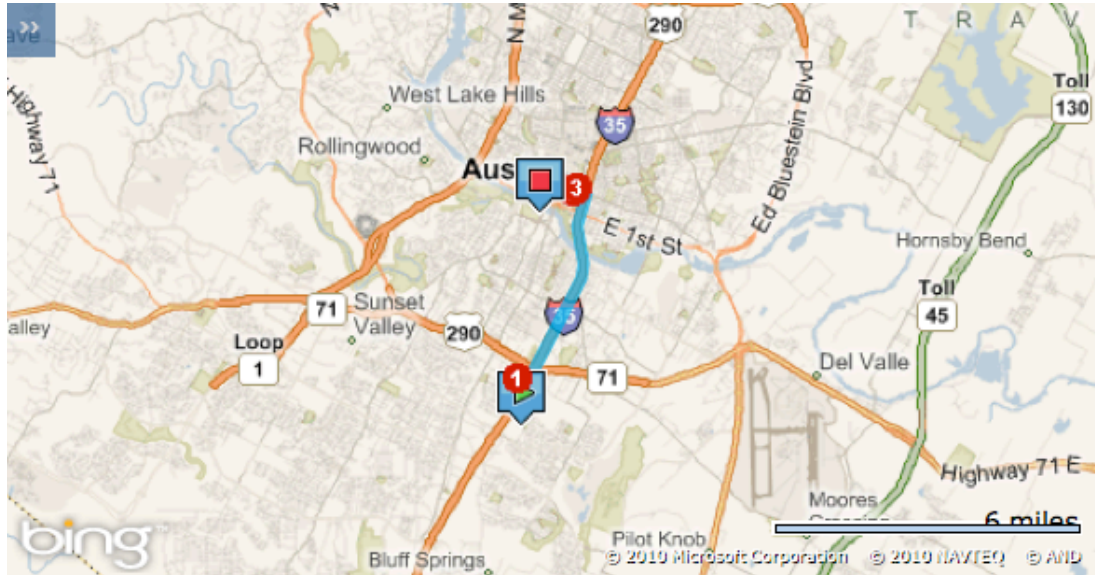 »
ave
N M
290
T R A V
Ed Bluestein Blvd
Toll
130
Highway 71
West Lake Hills
35
Rollingwood
Aus
3
E 1st St
Hornsby Bend
Toll
45
71
Sunset
Valley
35
alley
290
Loop
1
Del Valle
1
71
Highway 71 E
Moores
6 miles
bing
Pilot Knob
Bluff Springs
© 2010 Microsoft Corporation © 2010 NAVTEQ © AND